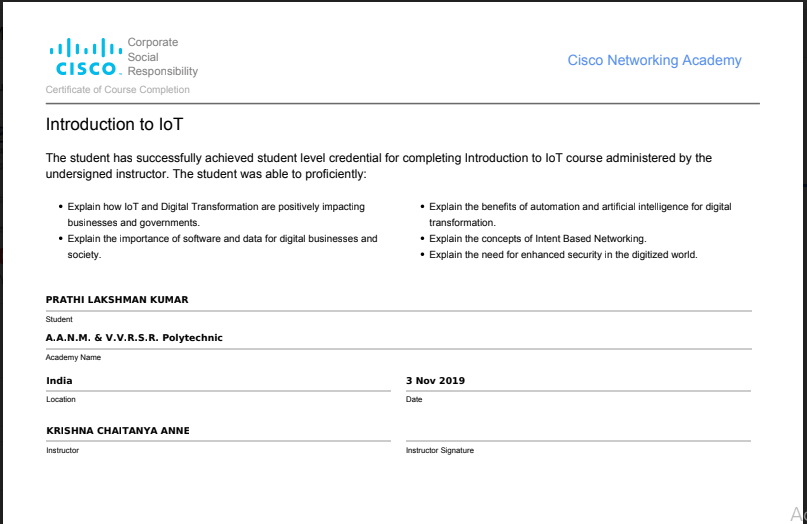 Corporate
Social
Responsibility
CISCO
Cisco Networking Academy
Certificate of Course Completion
Introduction to IoT
The student has successfully achieved student level credential for completing Introduction to IoT course administered by the
undersigned instructor. The student was able to proficiently:
• Explain how IoT and Digital Transformation are positively impacting
businesses and governments.
• Explain the importance of software and data for digital businesses and
society.
• Explain the benefits of automation and artificial intelligence for digital
transformation.
• Explain the concepts of Intent Based Networking.
• Explain the need for enhanced security in the digitized world.
PRATHI LAKSHMAN KUMAR
Student
A.A.N.M. & V.V.R.S.R. Polytechnic
Academy Name
India
Location
3 Nov 2019
Date
KRISHNA CHAITANYA ANNE
Instructor
Instructor Signature